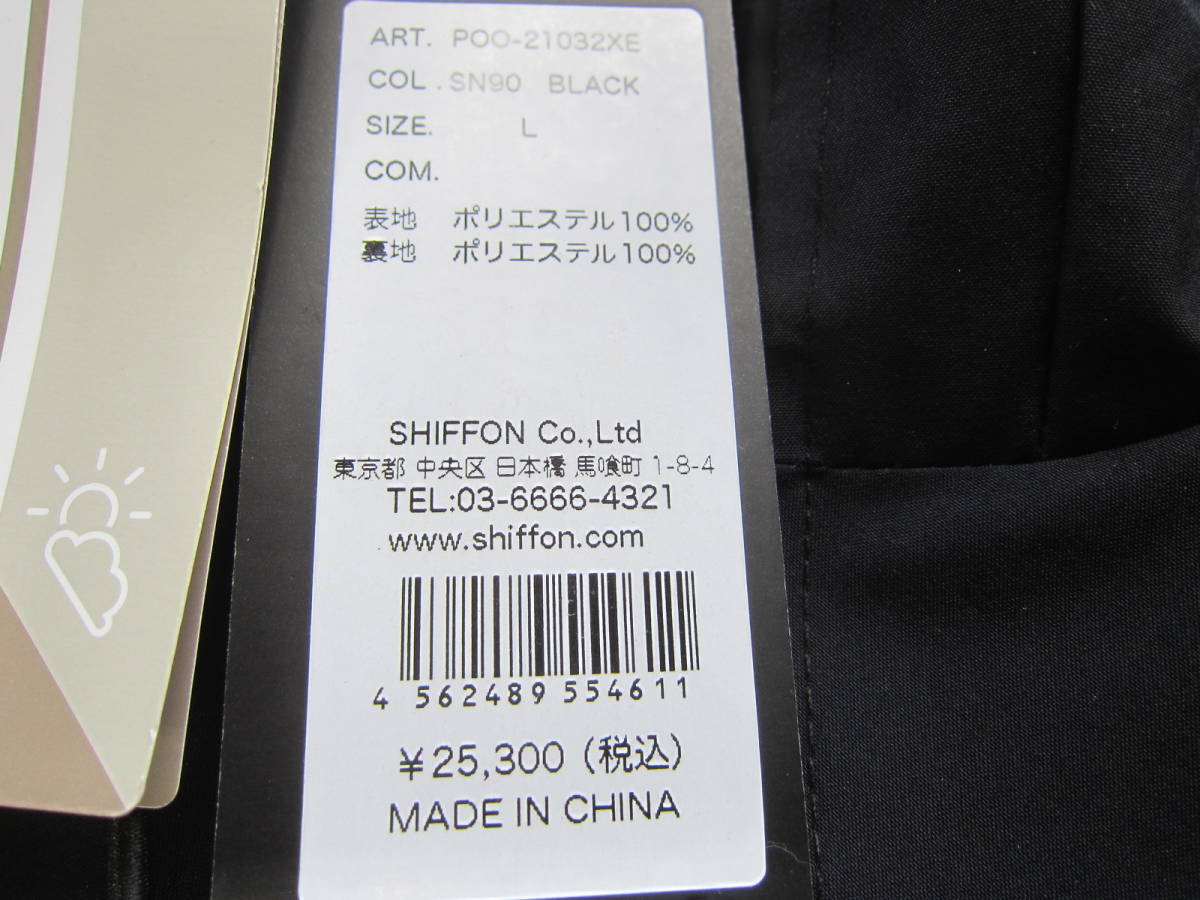 ART. POO-21032XE
COL . SN90 BLACK
SIZE. L
COM.
表地 ポリエステル100%
裏地 ポリエステル100%
SHIFFON Co.,Ltd
東京都 中央区 日本橋 馬喰町 1-8-4
TEL:03-6666-4321
www.shiffon.com
4 562489 554611
¥25,300 (税込)
MADE IN CHINA